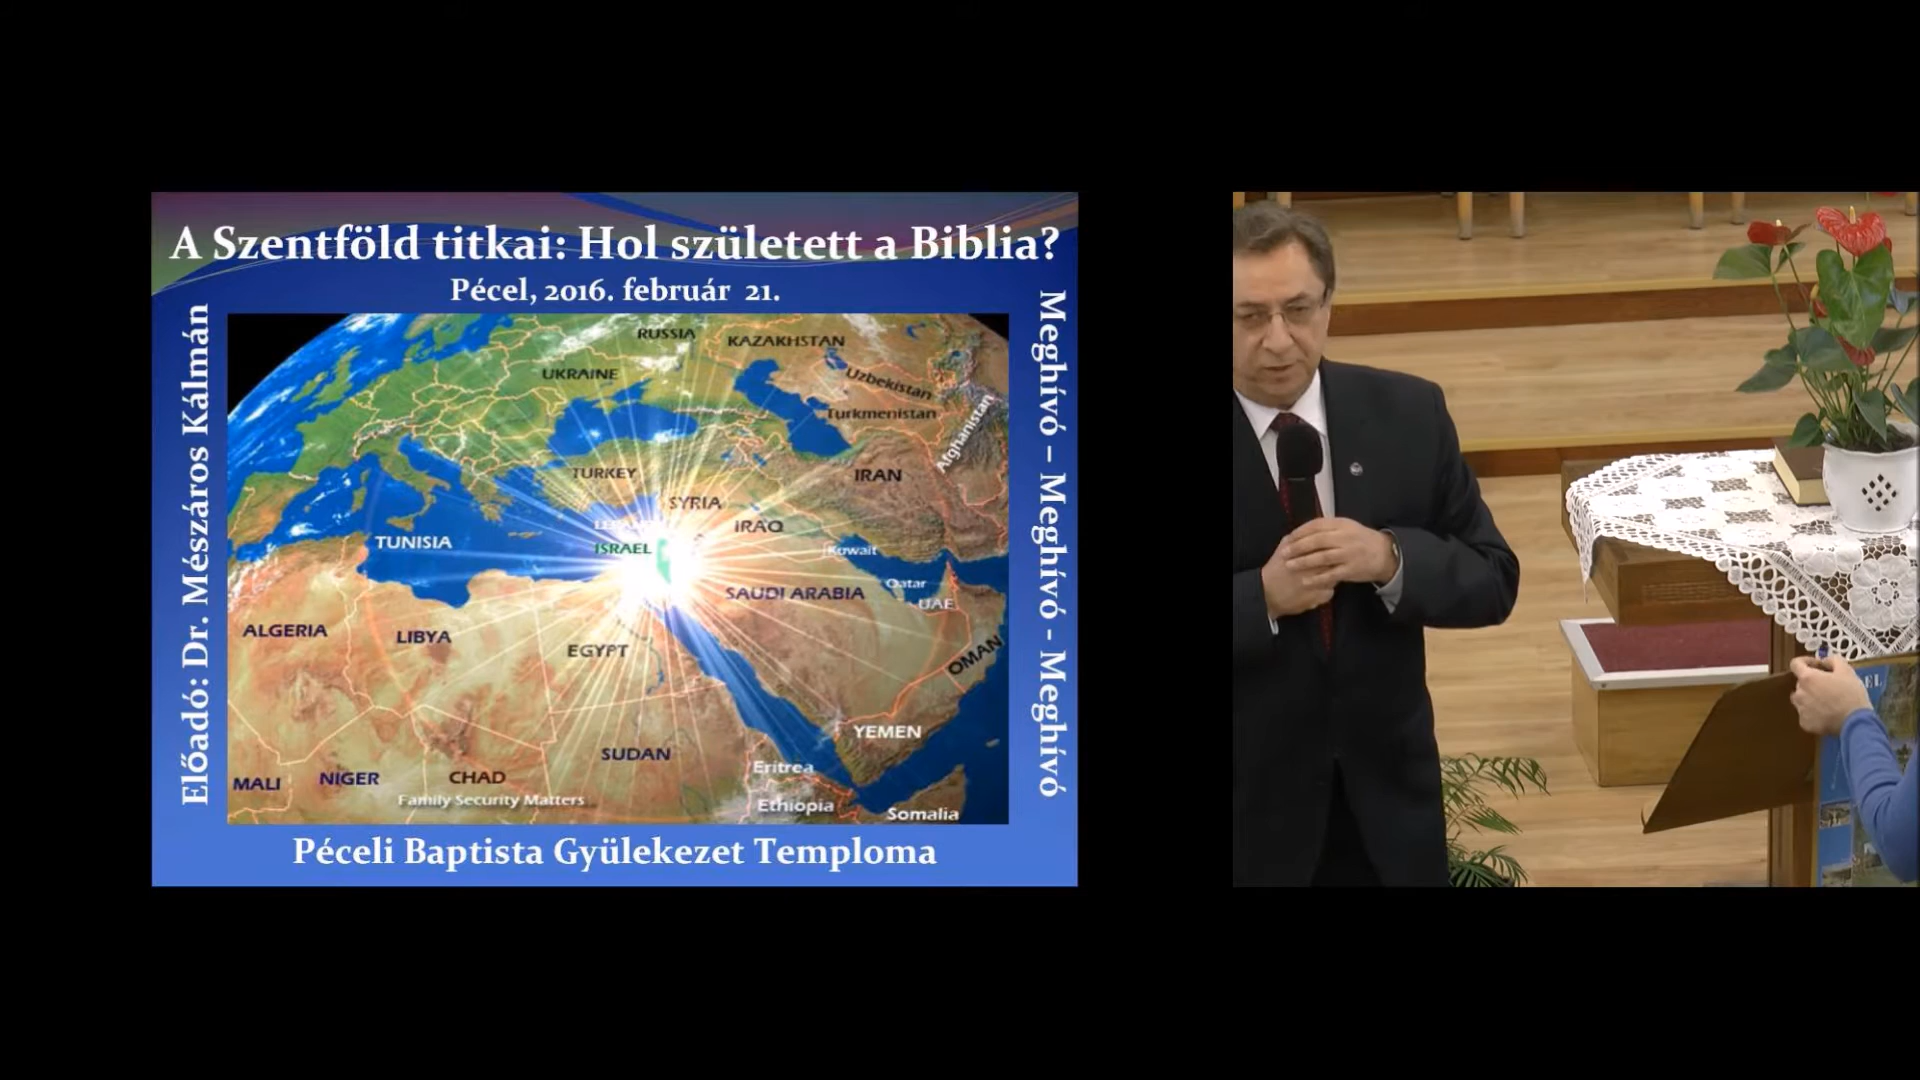 A Szentföld titkai: Hol született a Biblia?
Pécel, 2016. február 21.
Előadó: Dr. Mészáros Kálmán
Meghívó – Meghívó - Meghívó
RUSSIA
KAZAKHSTAN
UKRAINE
Uzbekistan
Turkmenistan
Afghanistan
TURKEY
IRAN
SYRIA
IRAQ
TUNISIA
ISRAEL
Kuwait
Qatar
UAE
SAUDI ARABIA
ALGERIA
LIBYA
EGYPT
OMAN
YEMEN
SUDAN
Eritrea
MALI
NIGER
CHAD
Family Security Matters
Ethiopia
Somalia
Péceli Baptista Gyülekezet Temploma